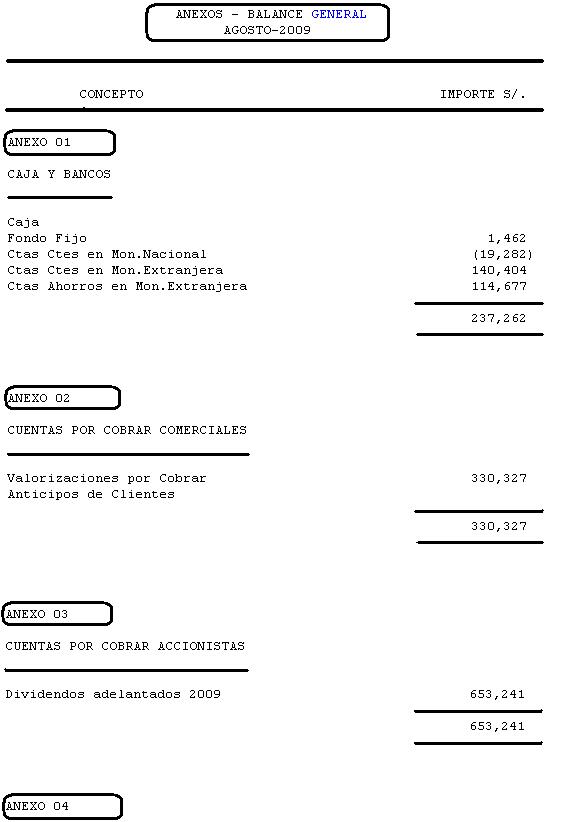 ANEXOS - BALANCE GENERAL
AGOSTO-2009
CONCEPTO IMPORTE S/.
ANEXO 01
CAJA Y BANCOS
Caja
Fondo Fijo 1,462
Ctas Ctes en Mon.Nacional (19,282)
Ctas Ctes en Mon.Extranjera 140,404
Ctas Ahorros en Mon.Extranjera 114,677
237,262
ANEXO 02
CUENTAS POR COBRAR COMERCIALES
Valorizaciones por Cobrar 330,327
Anticipos de Clientes
330,327
ANEXO 03
CUENTAS POR COBRAR ACCIONISTAS
Dividendos adelantados 2009 653,241
653,241
ANEXO 04